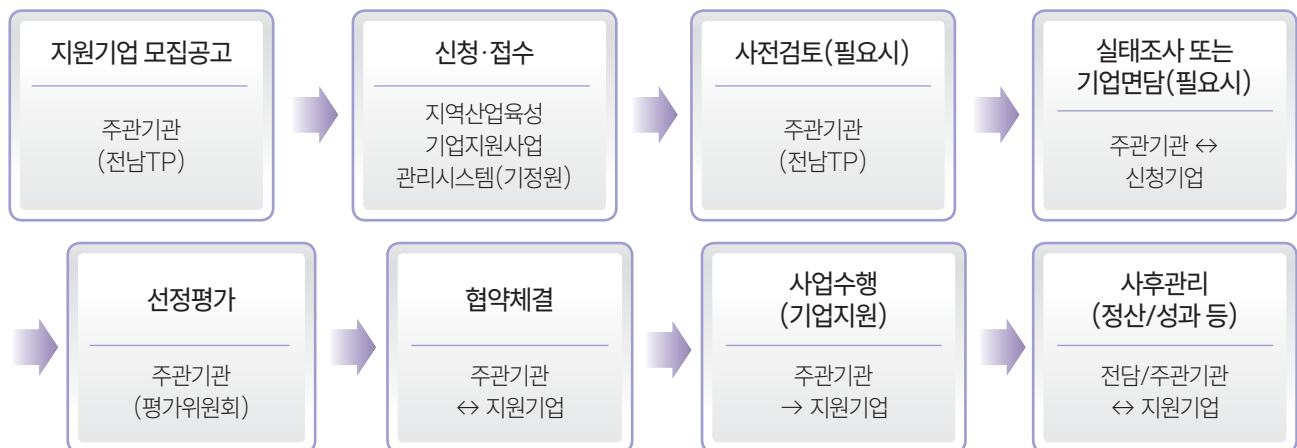 지원기업 모집공고
주관기관
(전남TP)
신청·접수
지역산업육성
기업지원사업
관리시스템(기정원)
사전검토(필요시)
주관기관
(전남TP)
실태조사 또는
기업면담(필요시)
주관기관 ↔
신청기업
선정평가
주관기관
(평가위원회)
협약체결
주관기관
↔ 지원기업
사업수행
(기업지원)
주관기관
→ 지원기업
사후관리
(정산/성과 등)
전담/주관기관
↔ 지원기업